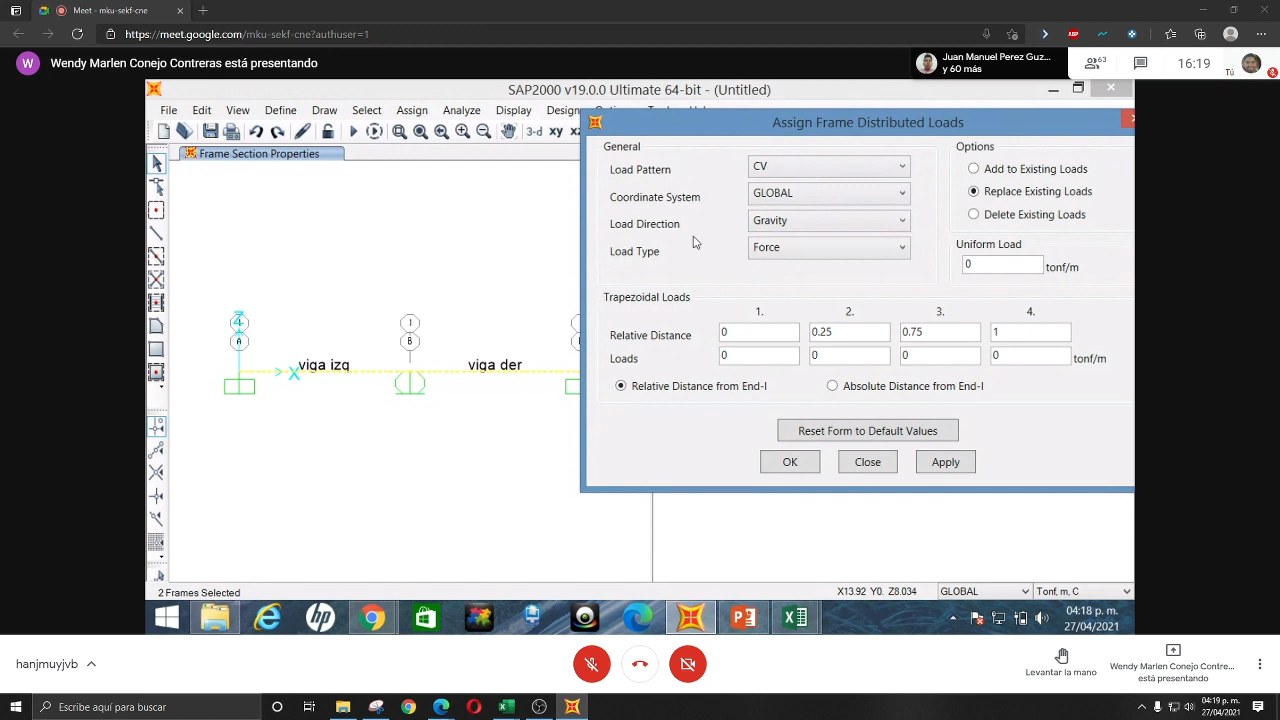 Meet - mku-sekf-cne
https://meet.google.com/mku-sekf-cne?authuser=1
ABP
W Wendy Marlen Conejo Contreras está presentando
Juan Manuel Perez Guz...
y 60 más
63
16:19
Tú
SAP2000 v19.0.0 Ultimate 64-bit - (Untitled)
File Edit View Define Draw Select Assign Analyze Display Design
3-d xy xz
Frame Section Properties
Assign Frame Distributed Loads
General
Load Pattern CV
Coordinate System GLOBAL
Load Direction Gravity
Load Type Force
Options
Add to Existing Loads
Replace Existing Loads
Delete Existing Loads
Uniform Load
0 tonf/m
Trapezoidal Loads
1. 2. 3. 4.
Relative Distance 0 0.25 0.75 1
Loads 0 0 0 0 tonf/m
Relative Distance from End-I Absolute Distance from End-I
Reset Form to Default Values
OK Close Apply
Z 1
A B
viga izq viga der
X
2 Frames Selected
X13.92 Y0. Z8.034 GLOBAL Tonf, m, C
04:18 p. m.
27/04/2021
hanjmuyjvb
Levantar la mano
Wendy Marlen Conejo Contre...
está presentando
Escribe aquí para buscar
04:19 p. m.
27/04/2021